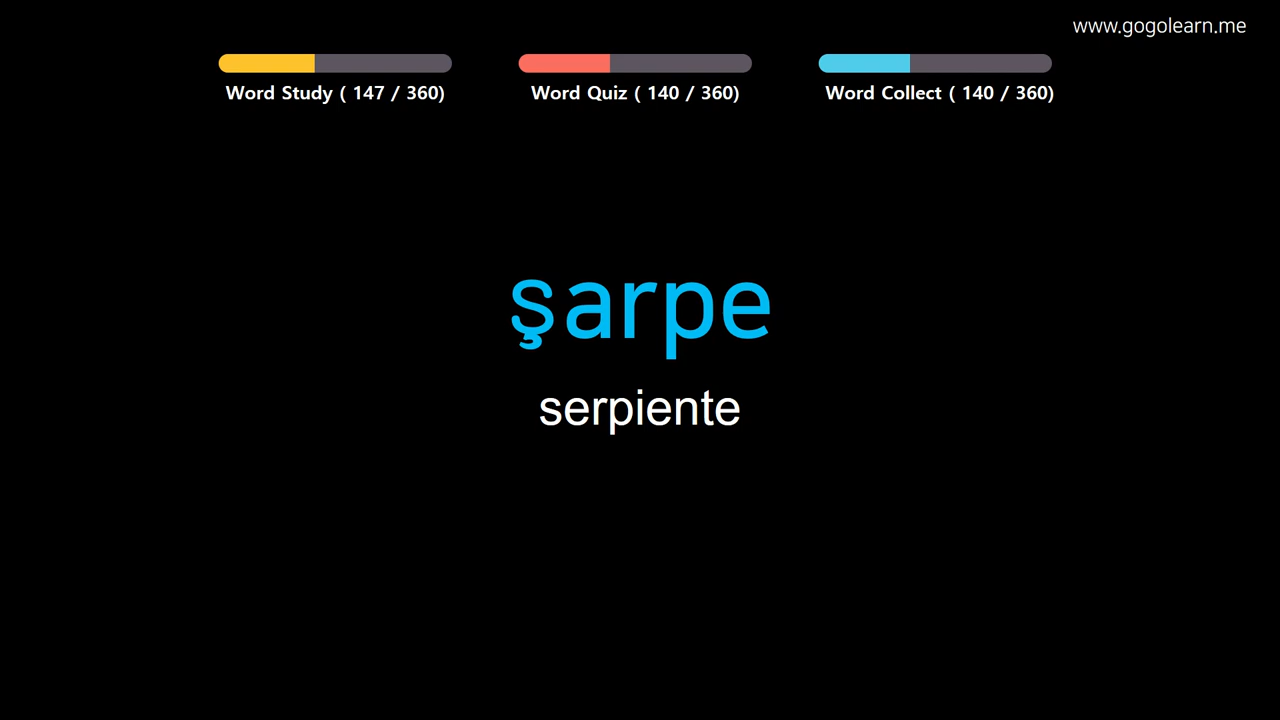 www.gogolearn.me
Word Study ( 147 / 360)
Word Quiz ( 140 / 360)
Word Collect ( 140 / 360)
şarpe
serpiente